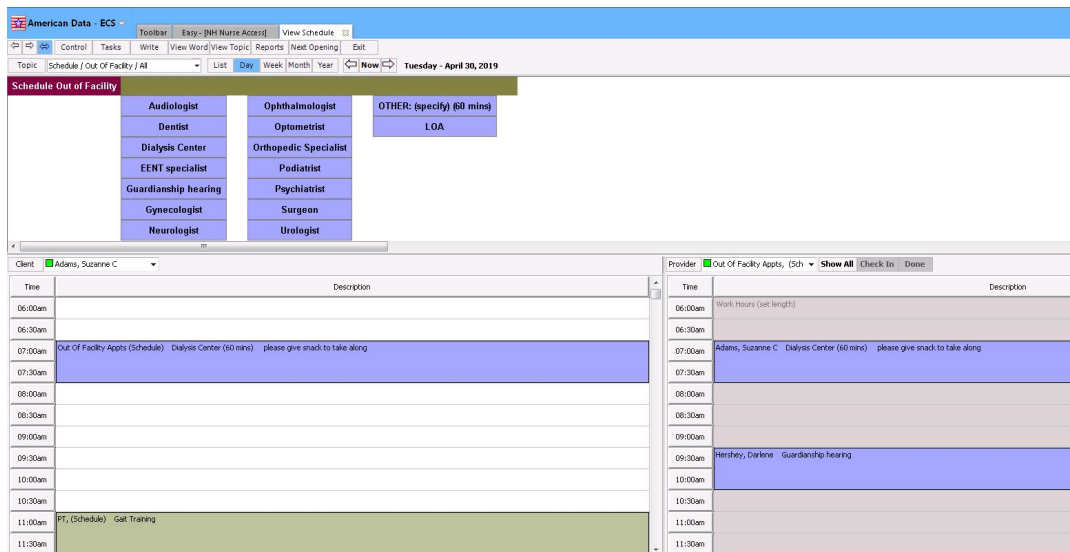 American Data - ECS
Toolbar Easy - [NH Nurse Access] View Schedule
Control Tasks Write View Word View Topic Reports Next Opening Exit
Topic Schedule / Out Of Facility / All List Day Week Month Year Now Tuesday - April 30, 2019
Schedule Out of Facility
Audiologist Ophthalmologist OTHER: (specify) (60 mins)
Dentist Optometrist LOA
Dialysis Center Orthopedic Specialist
EENT specialist Podiatrist
Guardianship hearing Psychiatrist
Gynecologist Surgeon
Neurologist Urologist
Client Adams, Suzanne C Provider Out Of Facility Appts, (Sch Show All Check In Done
Time Description Time Description
06:00am 06:00am Work Hours (set length)
06:30am 06:30am
07:00am Out Of Facility Appts (Schedule) Dialysis Center (60 mins) please give snack to take along 07:00am Adams, Suzanne C Dialysis Center (60 mins) please give snack to take along
07:30am 07:30am
08:00am 08:00am
08:30am 08:30am
09:00am 09:00am
09:30am 09:30am Hershey, Darlene Guardianship hearing
10:00am 10:00am
10:30am 10:30am
11:00am PT, (Schedule) Gait Training 11:00am
11:30am 11:30am